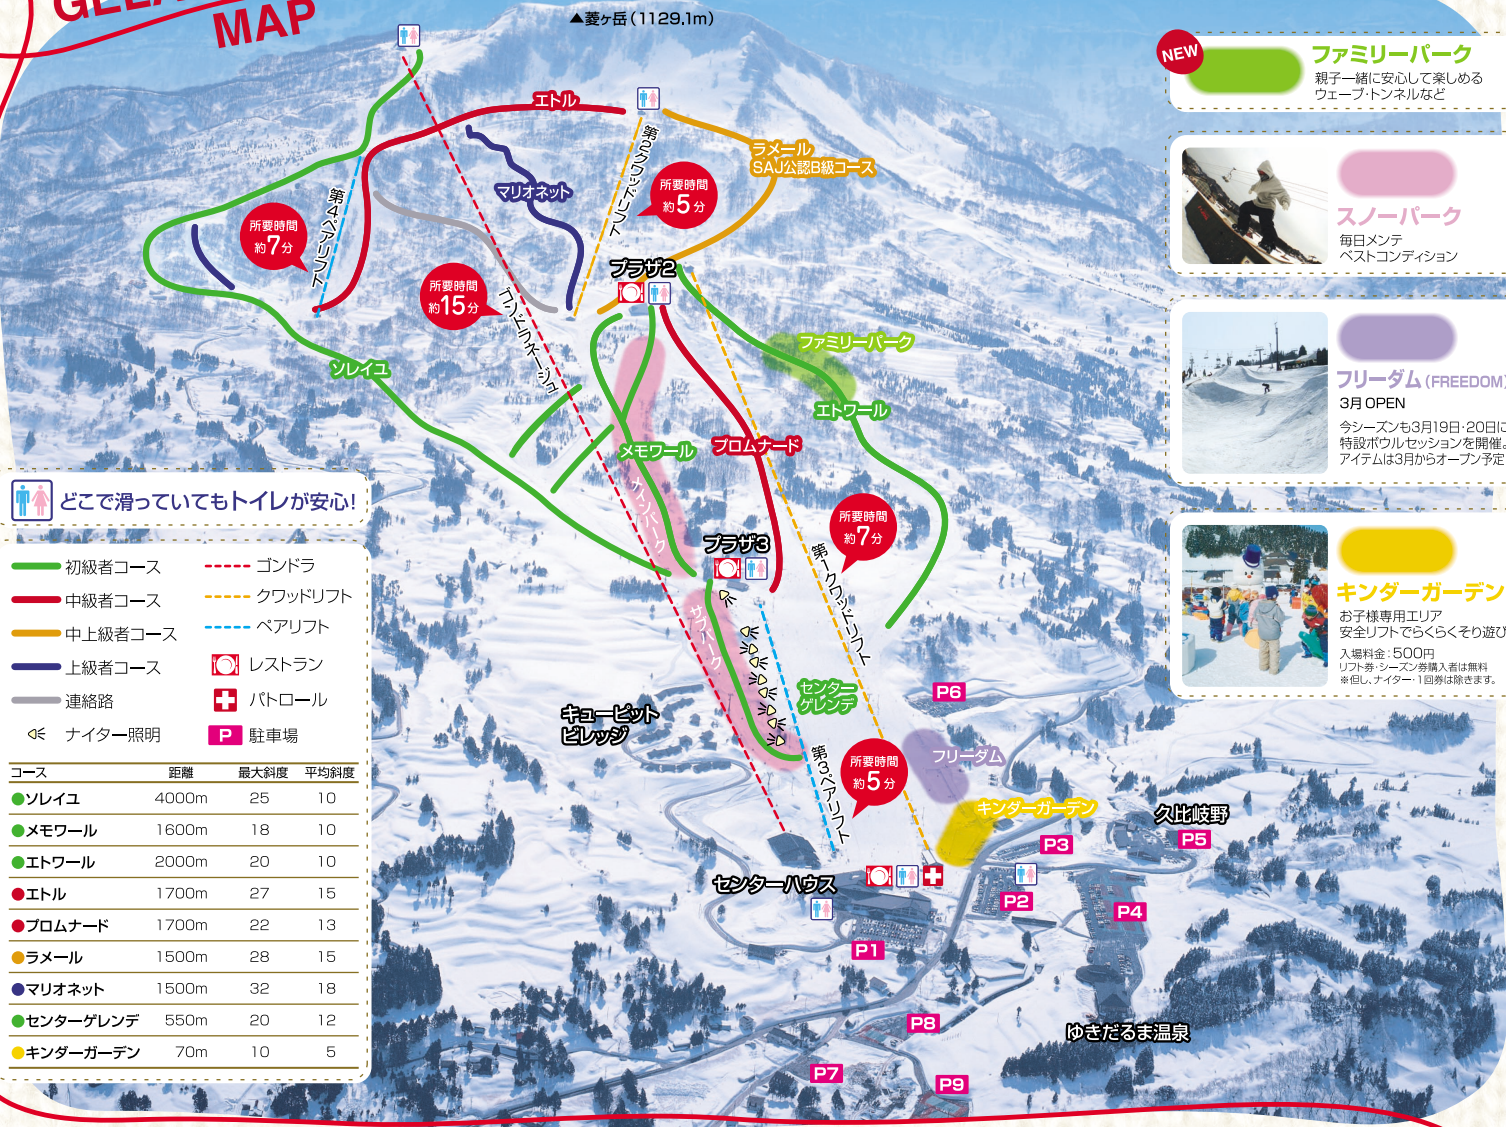 MAP
▲菱ヶ岳(1129.1m)
エトル
ラメール
SAJ公認B級コース
マリオネット
第2クワッドリフト
所要時間
約5分
第4ペアリフト
所要時間
約7分
所要時間
約15分
ゴンドラネージュ
プラザ2
ソレイユ
ファミリーパーク
エトワール
メモワール
プロムナード
メインパーク
プラザ3
所要時間
約7分
第1クワッドリフト
サブパーク
センター
ゲレンデ
キューピット
ビレッジ
第3ペアリフト
所要時間
約5分
フリーダム
キンダーガーデン
久比岐野
センターハウス
ゆきだるま温泉
P6
P3
P5
P2
P4
P1
P8
P7
P9
NEW
ファミリーパーク
親子一緒に安心して楽しめる
ウェーブ・トンネルなど
スノーパーク
毎日メンテ
ベストコンディション
フリーダム(FREEDOM)
3月OPEN
今シーズンも3月19日・20日に
特設ボウルセッションを開催。
アイテムは3月からオープン予定
キンダーガーデン
お子様専用エリア
安全リフトでらくらくそり遊び
入場料金:500円
リフト券・シーズン券購入者は無料
※但し、ナイター・1回券は除きます。
どこで滑っていてもトイレが安心!
初級者コース
中級者コース
中上級者コース
上級者コース
連絡路
ナイター照明
ゴンドラ
クワッドリフト
ペアリフト
レストラン
パトロール
P 駐車場
コース 距離 最大斜度 平均斜度
●ソレイユ 4000m 25 10
●メモワール 1600m 18 10
●エトワール 2000m 20 10
●エトル 1700m 27 15
●プロムナード 1700m 22 13
●ラメール 1500m 28 15
●マリオネット 1500m 32 18
●センターゲレンデ 550m 20 12
●キンダーガーデン 70m 10 5